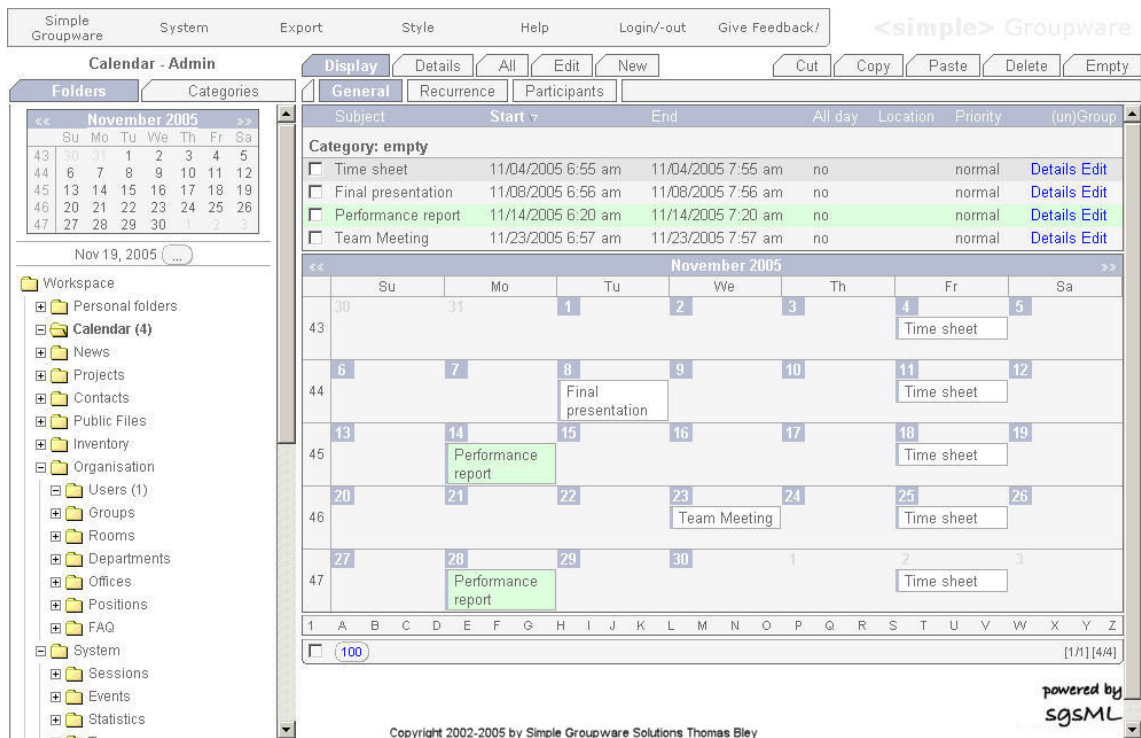 Simple Groupware System Export Style Help Login/-out Give Feedback! <simple> Groupware
Calendar - Admin
Display Details All Edit New Cut Copy Paste Delete Empty
Folders Categories
General Recurrence Participants
<< November 2005 >>
Su Mo Tu We Th Fr Sa
43 30 31 1 2 3 4 5
44 6 7 8 9 10 11 12
45 13 14 15 16 17 18 19
46 20 21 22 23 24 25 26
47 27 28 29 30 1 2 3
Nov 19, 2005 ...
Workspace
Personal folders
Calendar (4)
News
Projects
Contacts
Public Files
Inventory
Organisation
Users (1)
Groups
Rooms
Departments
Offices
Positions
FAQ
System
Sessions
Events
Statistics
Subject Start End All day Location Priority (un)Group
Category: empty
Time sheet 11/04/2005 6:55 am 11/04/2005 7:55 am no normal Details Edit
Final presentation 11/08/2005 6:56 am 11/08/2005 7:56 am no normal Details Edit
Performance report 11/14/2005 6:20 am 11/14/2005 7:20 am no normal Details Edit
Team Meeting 11/23/2005 6:57 am 11/23/2005 7:57 am no normal Details Edit
<< November 2005 >>
Su Mo Tu We Th Fr Sa
30 31 1 2 3 4 5
43 Time sheet
6 7 8 9 10 11 12
44 Final presentation Time sheet
13 14 15 16 17 18 19
45 Performance report Time sheet
20 21 22 23 24 25 26
46 Team Meeting Time sheet
27 28 29 30 1 2 3
47 Performance report Time sheet
1 A B C D E F G H I J K L M N O P Q R S T U V W X Y Z
100 [1/1] [4/4]
powered by
sgsML
Copyright 2002-2005 by Simple Groupware Solutions Thomas Bley